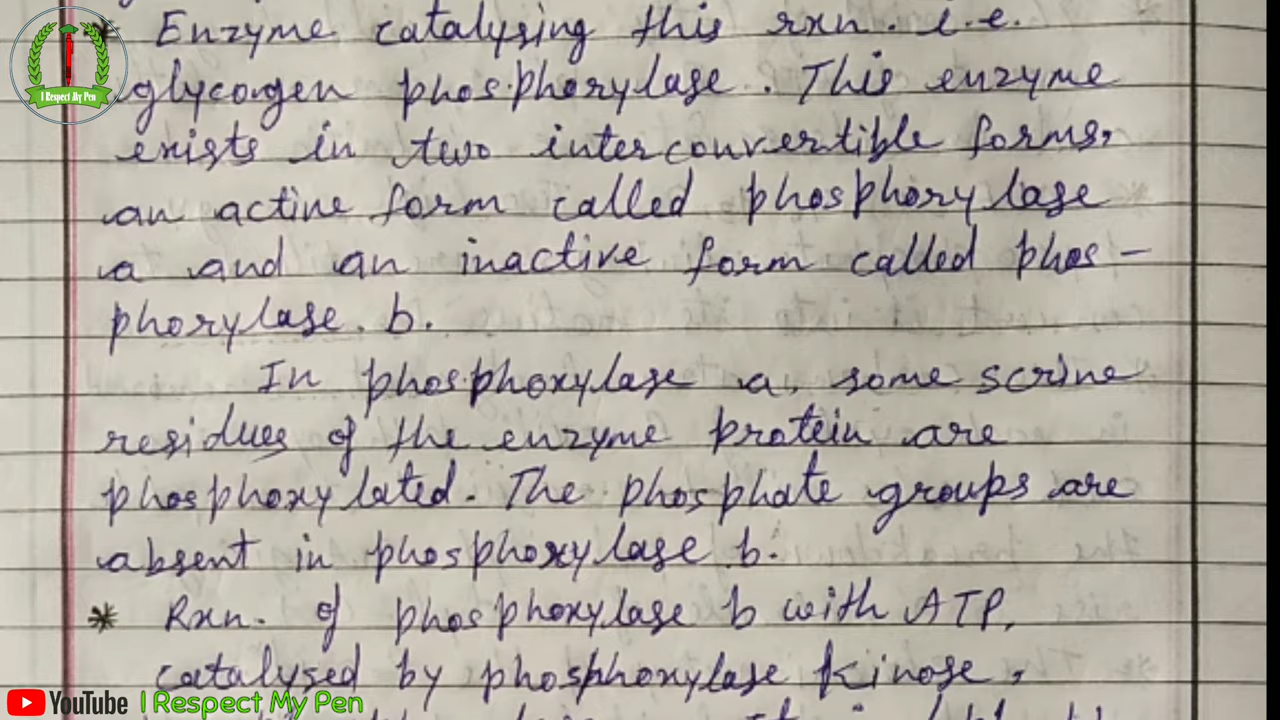 * Enzyme catalysing this rxn. i.e.
glycogen phosphorylase. This enzyme
exists in two interconvertible forms,
an active form called phosphorylase
a and an inactive form called phos-
phorylase. b.
In phosphorylase a, some serine
residues of the enzyme protein are
phosphorylated. The phosphate groups are
absent in phosphorylase b.
* Rxn. of phosphorylase b with ATP,
catalysed by phosphorylase kinase,
I Respect My Pen
YouTube I Respect My Pen